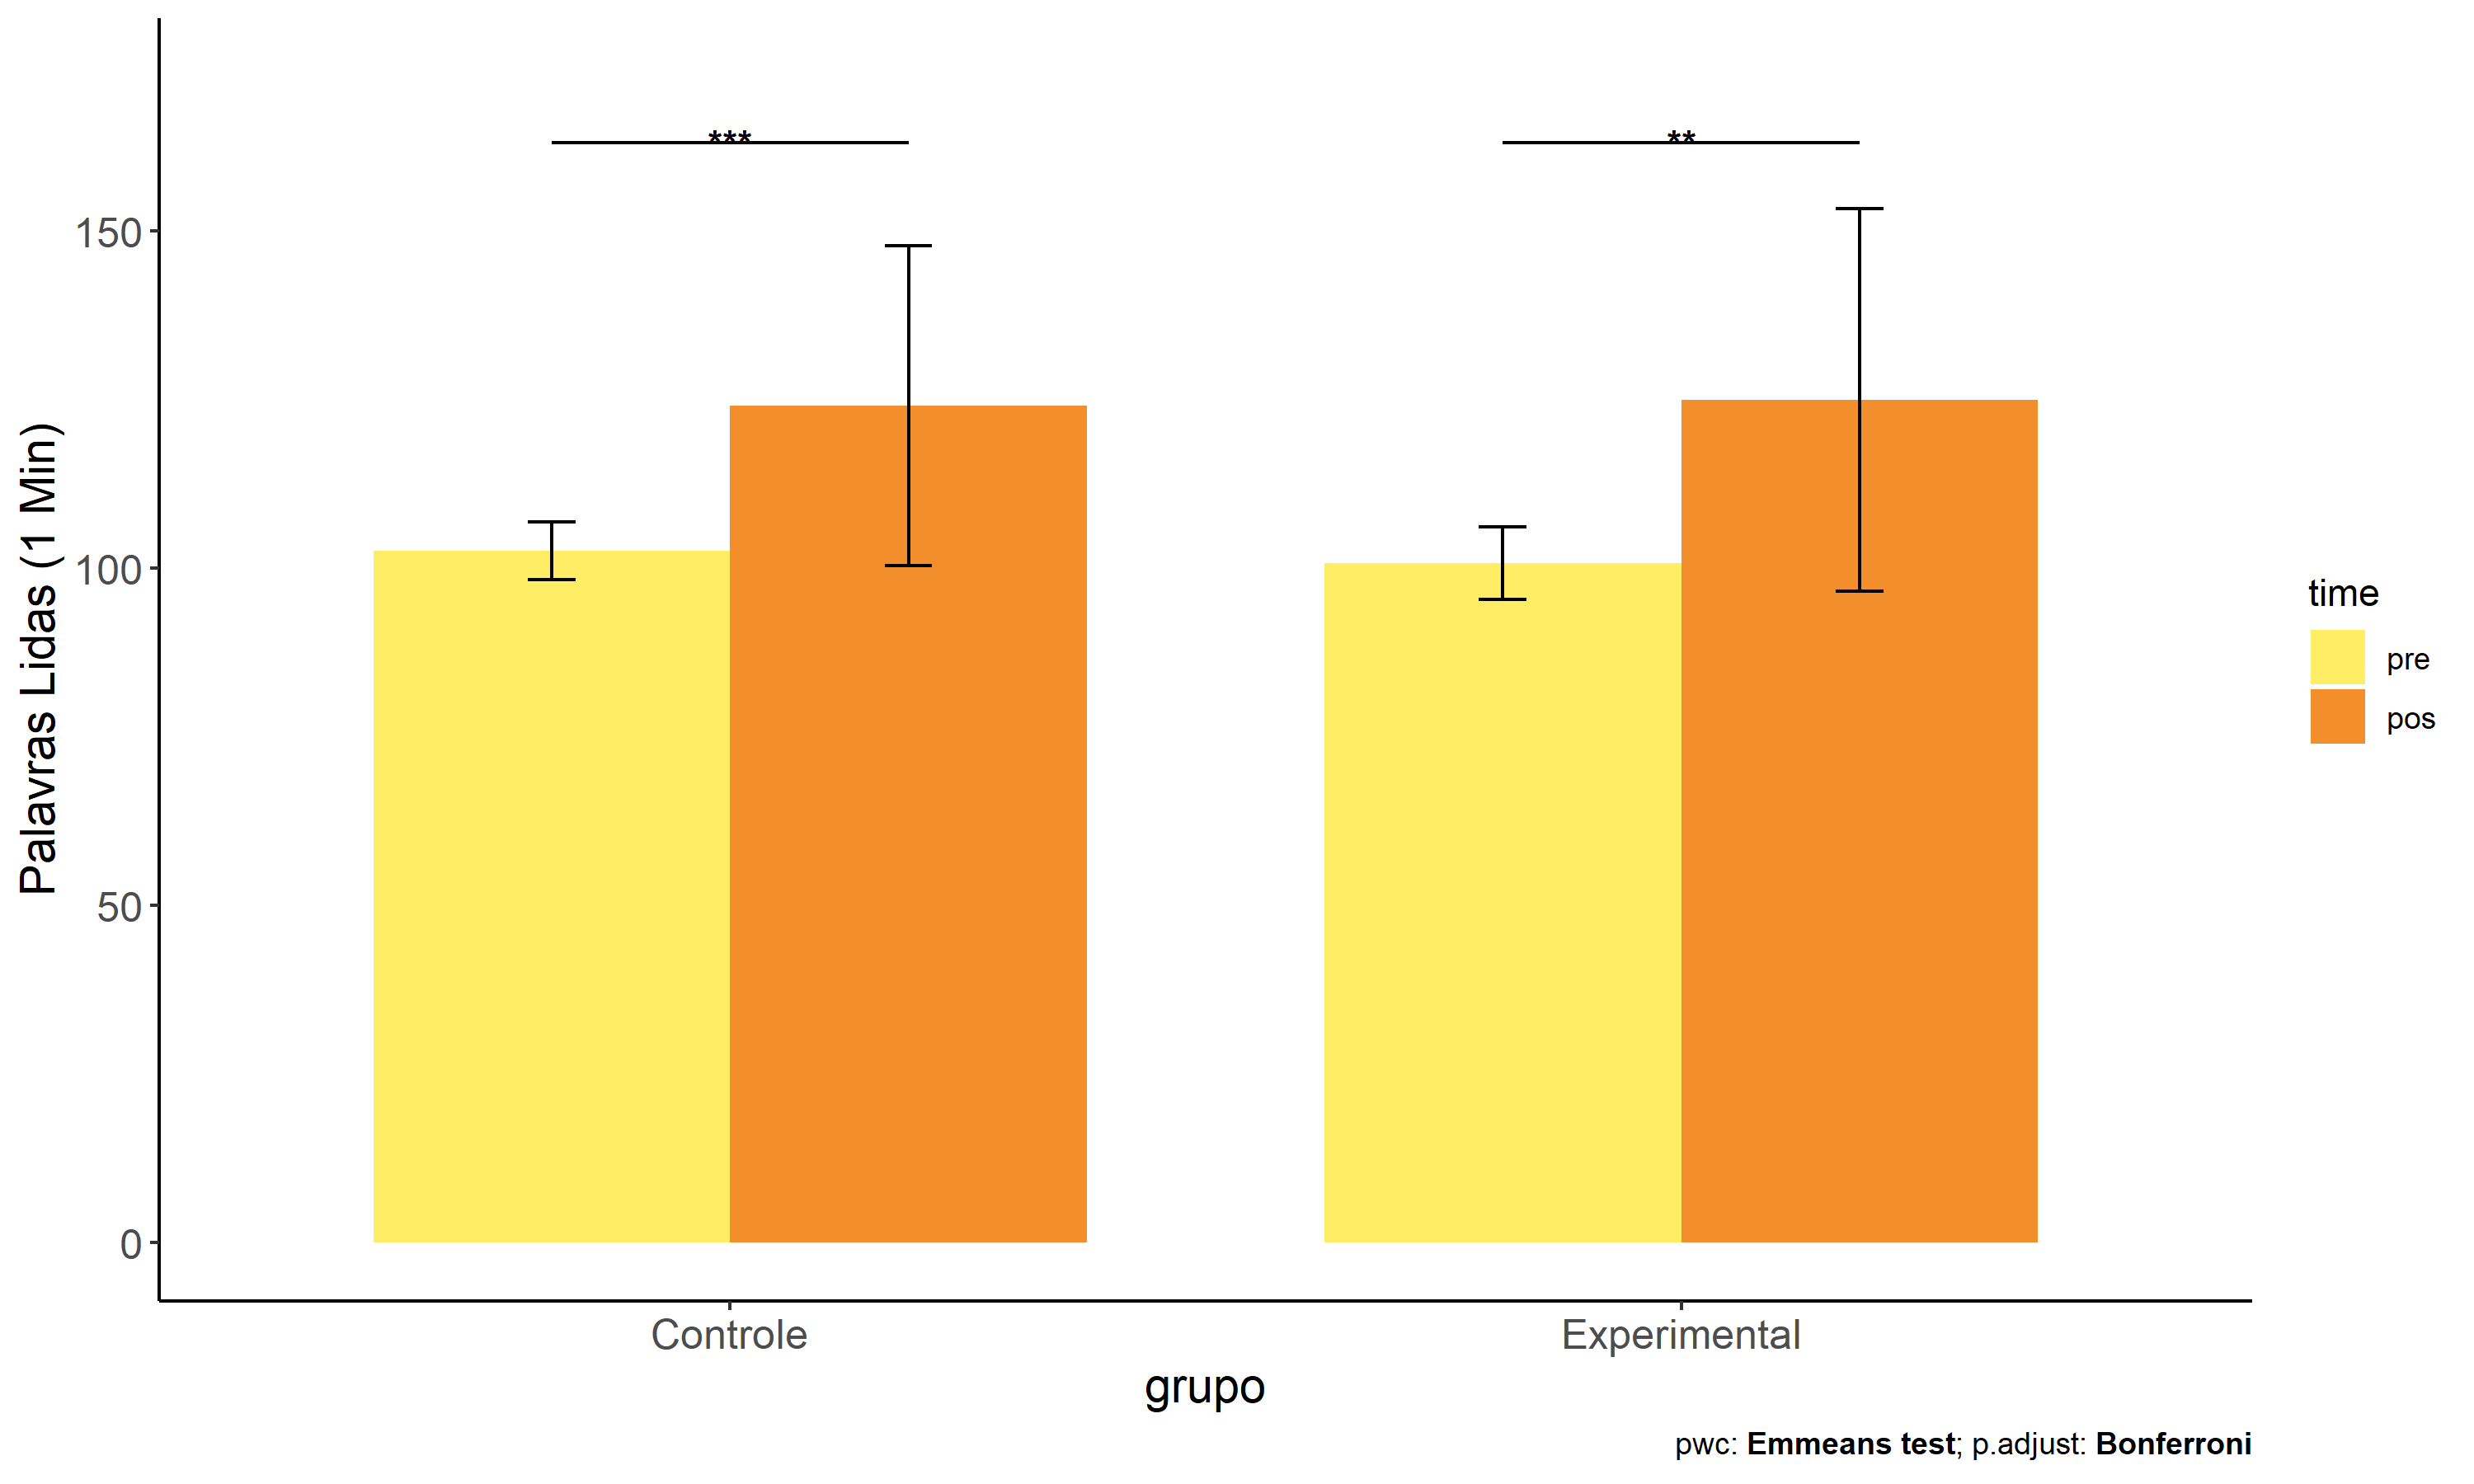 *** **
150
100
50
0
Palavras Lidas (1 Min)
Controle Experimental
grupo
time
pre
pos
pwc: Emmeans test; p.adjust: Bonferroni